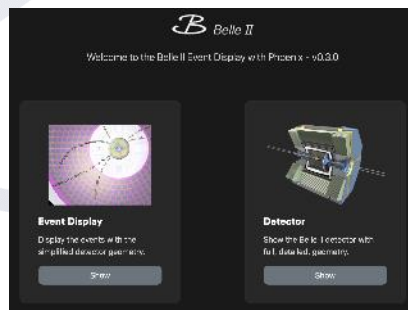 B Belle II
Welcome to the Belle II Event Display with Phoenix - v0.3.0
Event Display
Display the events with the
simplified detector geometry.
Show
Detector
Show the Belle II detector with
full, detailed, geometry.
Show